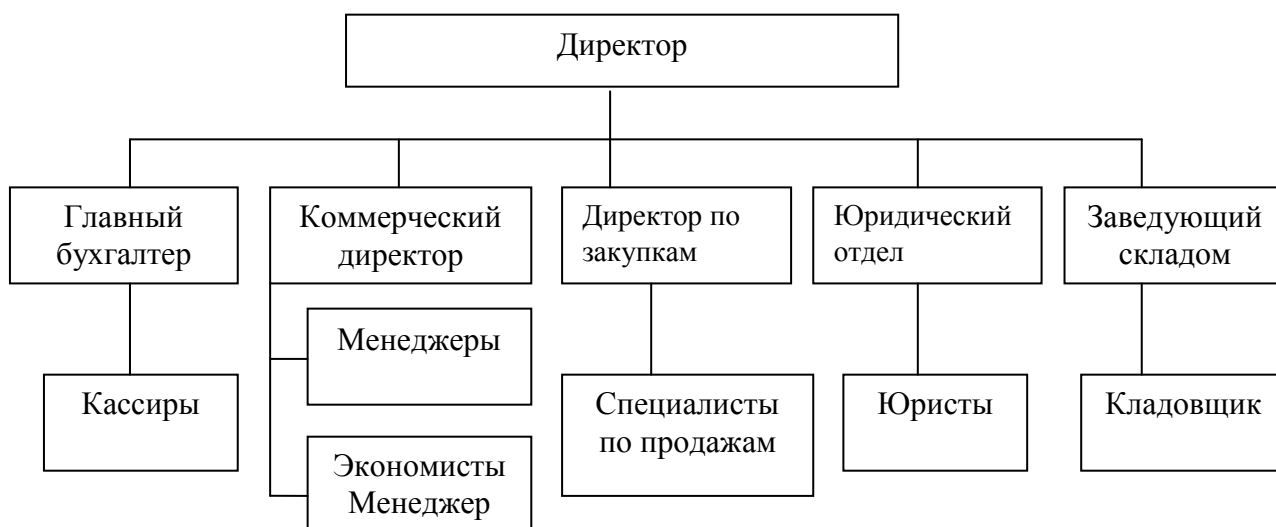 Директор
Главный
бухгалтер
Коммерческий
директор
Директор по
закупкам
Юридический
отдел
Заведующий
складом
Менеджеры
Кассиры
Специалисты
по продажам
Юристы
Кладовщик
Экономисты
Менеджер